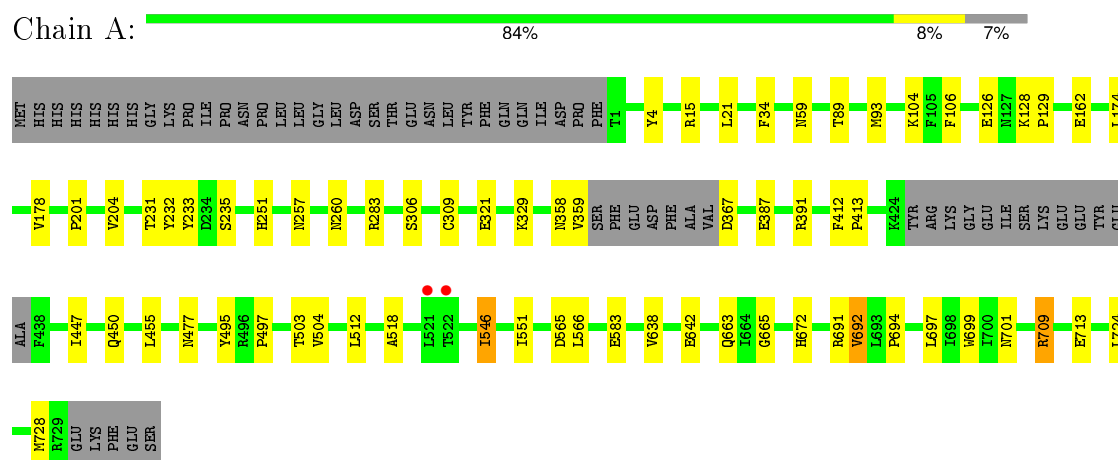 Chain A:
84% 8% 7%
MET HIS HIS HIS HIS HIS HIS GLY LYS PRO ILE PRO ASN PRO LEU LEU GLY LEU ASP SER THR GLU ASN LEU TYR PHE GLN GLN ILE ASP PRO PHE T1 Y4 R15 L21 F34 N59 T89 M93 K104 F105 F106 E126 N127 K128 P129 E162 L174
V178 P201 V204 T231 Y232 Y233 D234 S235 H251 N257 N260 R283 S306 C309 E321 K329 N358 V359 SER PHE GLU ASP PHE ALA VAL D367 E387 R391 F412 P413 K424 TYR ARG LYS GLY GLU ILE SER LYS GLU GLU TYR GLU
ALA F438 I447 Q450 L455 N477 Y495 R496 P497 T503 V504 L512 A518 L521 T522 I546 I551 D565 L566 E583 V638 E642 Q663 I664 G665 H672 R691 V692 L693 P694 L697 I698 W699 I700 N701 R709 E713 L724
M728 R729 GLU LYS PHE GLU SER